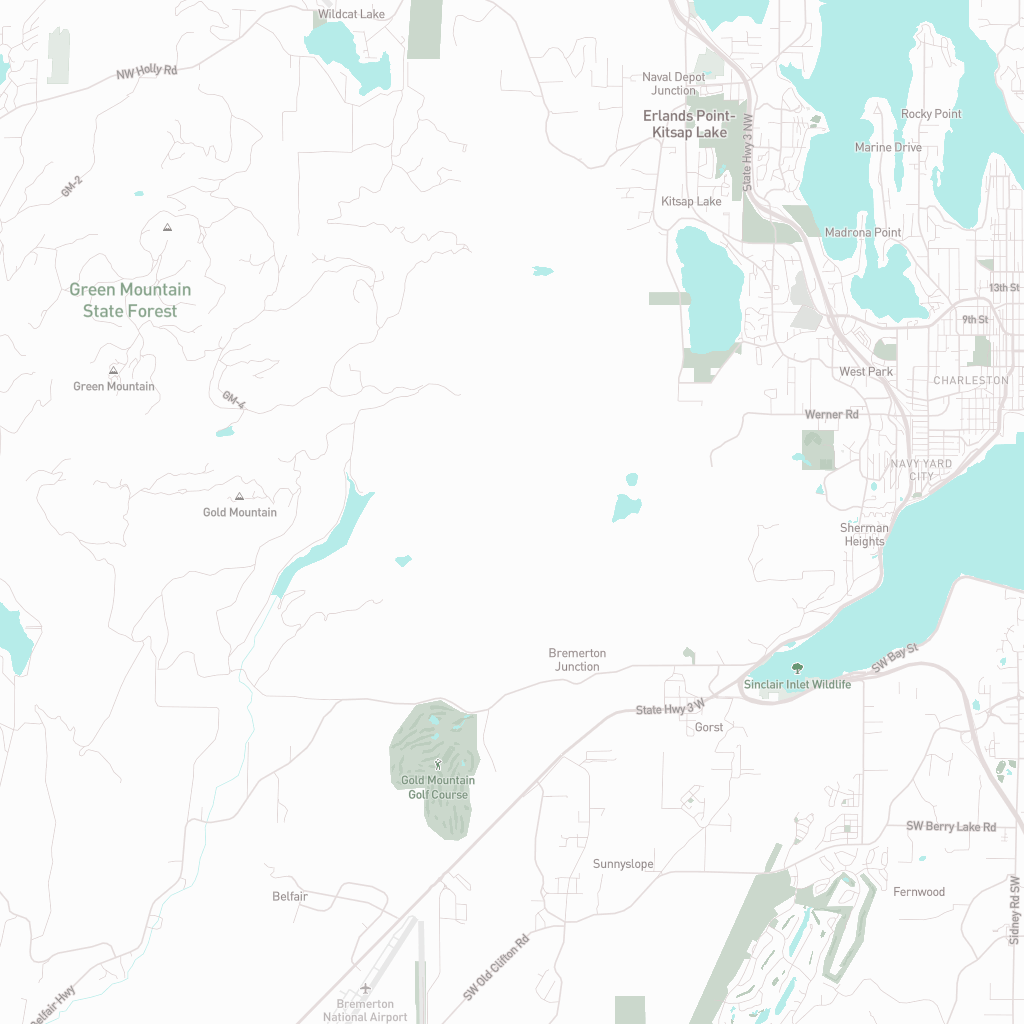 Wildcat Lake
NW Holly Rd
Naval Depot
Junction
Erlands Point-
Kitsap Lake
State Hwy 3 NW
Rocky Point
Marine Drive
GM-2
Kitsap Lake
Madrona Point
Green Mountain
State Forest
13th St
9th St
Green Mountain
West Park
CHARLESTON
GM-4
Werner Rd
NAVY YARD
CITY
Gold Mountain
Sherman
Heights
Bremerton
Junction
SW Bay St
Sinclair Inlet Wildlife
State Hwy 3 W
Gorst
Gold Mountain
Golf Course
SW Berry Lake Rd
Sunnyslope
Belfair
Fernwood
Sidney Rd SW
SW Old Clifton Rd
Belfair Hwy
Bremerton
National Airport